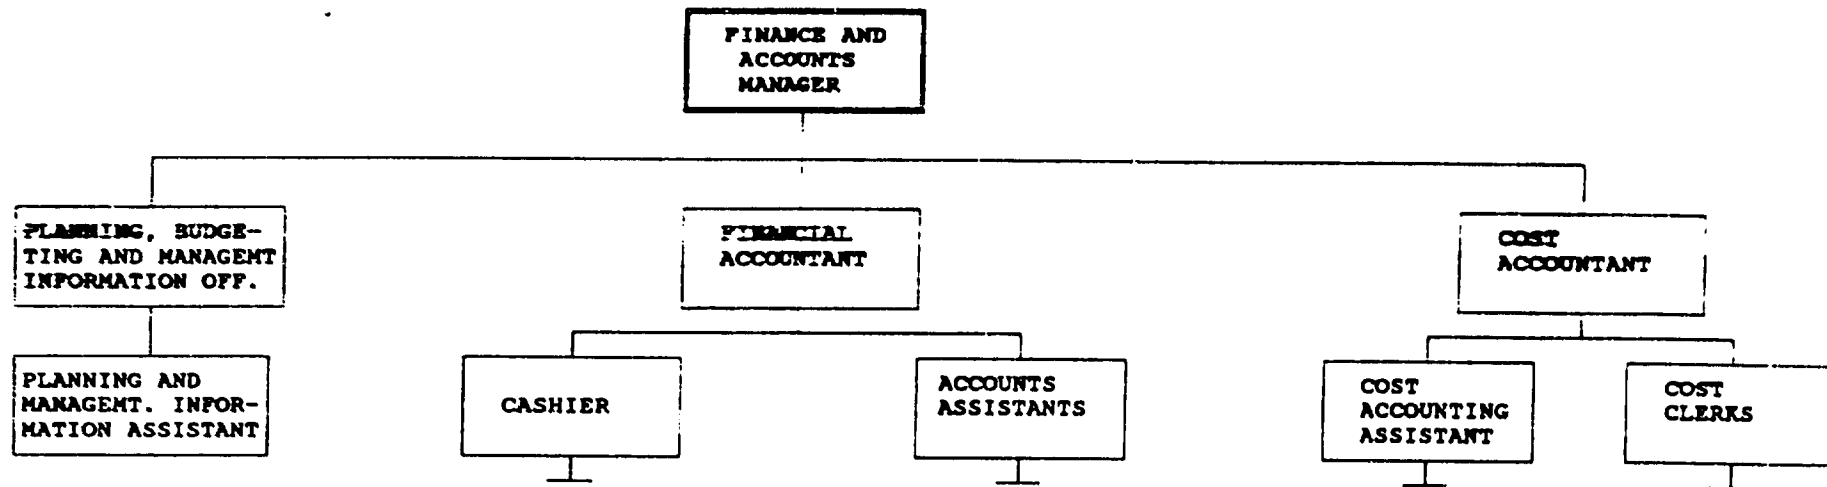 FINANCE AND
ACCOUNTS
MANAGER
PLANNING, BUDGE-
TING AND MANAGEMT
INFORMATION OFF.
FINANCIAL
ACCOUNTANT
COST
ACCOUNTANT
PLANNING AND
MANAGEMT. INFOR-
MATION ASSISTANT
CASHIER
ACCOUNTS
ASSISTANTS
COST
ACCOUNTING
ASSISTANT
COST
CLERKS